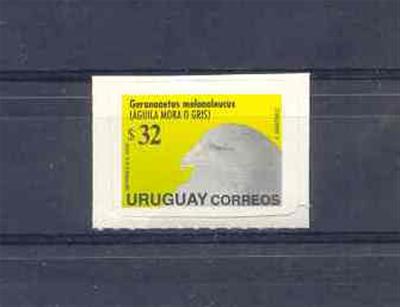 Geranoaetus melanoleucus
(ÁGUILA MORA O GRIS)
$ 32
URUGUAY CORREOS